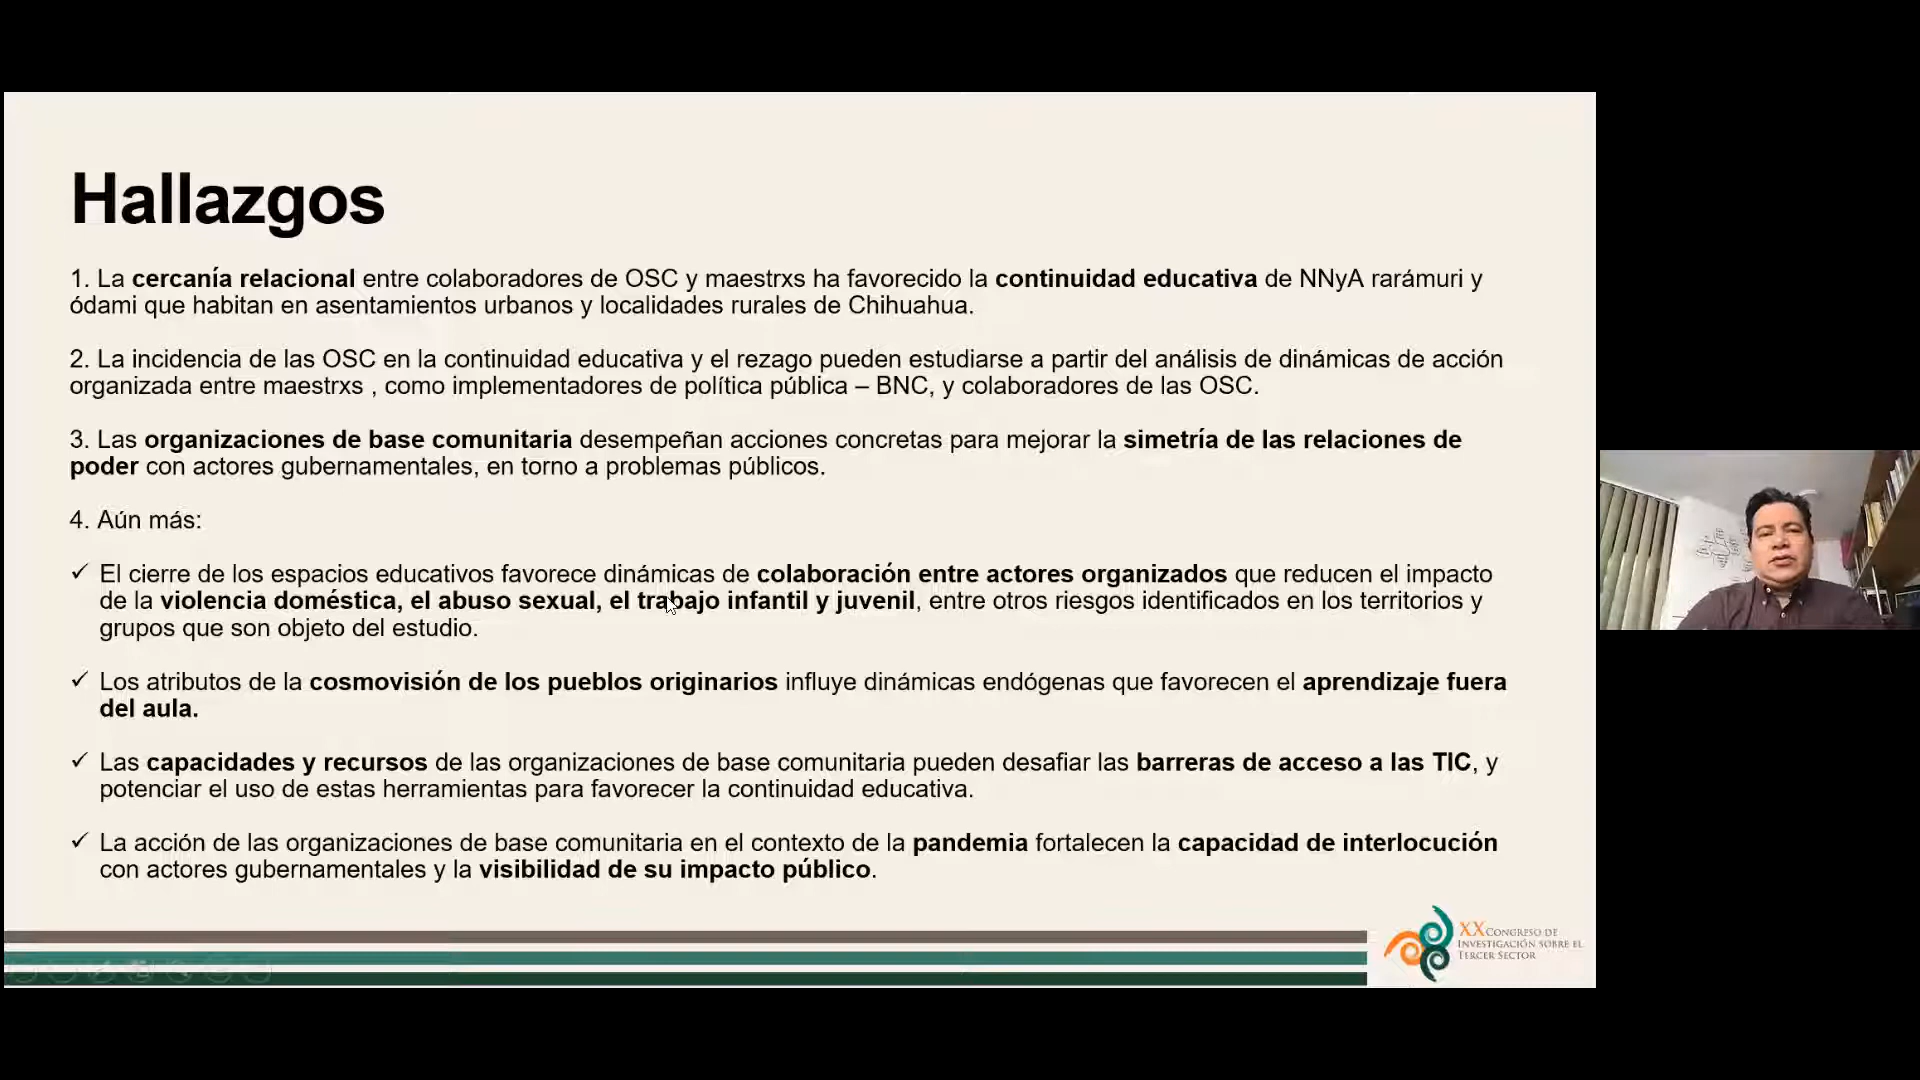 Hallazgos
1. La cercanía relacional entre colaboradores de OSC y maestrxs ha favorecido la continuidad educativa de NNyA rarámuri y
ódami que habitan en asentamientos urbanos y localidades rurales de Chihuahua.
2. La incidencia de las OSC en la continuidad educativa y el rezago pueden estudiarse a partir del análisis de dinámicas de acción
organizada entre maestrxs , como implementadores de política pública – BNC, y colaboradores de las OSC.
3. Las organizaciones de base comunitaria desempeñan acciones concretas para mejorar la simetría de las relaciones de
poder con actores gubernamentales, en torno a problemas públicos.
4. Aún más:
✓ El cierre de los espacios educativos favorece dinámicas de colaboración entre actores organizados que reducen el impacto
de la violencia doméstica, el abuso sexual, el trabajo infantil y juvenil, entre otros riesgos identificados en los territorios y
grupos que son objeto del estudio.
✓ Los atributos de la cosmovisión de los pueblos originarios influye dinámicas endógenas que favorecen el aprendizaje fuera
del aula.
✓ Las capacidades y recursos de las organizaciones de base comunitaria pueden desafiar las barreras de acceso a las TIC, y
potenciar el uso de estas herramientas para favorecer la continuidad educativa.
✓ La acción de las organizaciones de base comunitaria en el contexto de la pandemia fortalecen la capacidad de interlocución
con actores gubernamentales y la visibilidad de su impacto público.
XX CONGRESO DE
INVESTIGACIÓN SOBRE EL
TERCER SECTOR